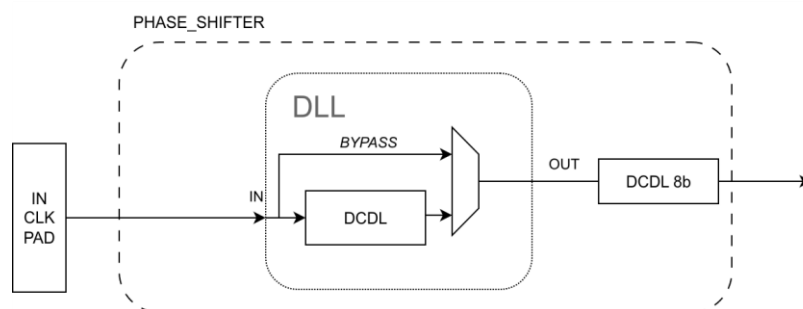 PHASE_SHIFTER
DLL
BYPASS
IN
CLK
PAD
IN
DCDL
OUT
DCDL 8b